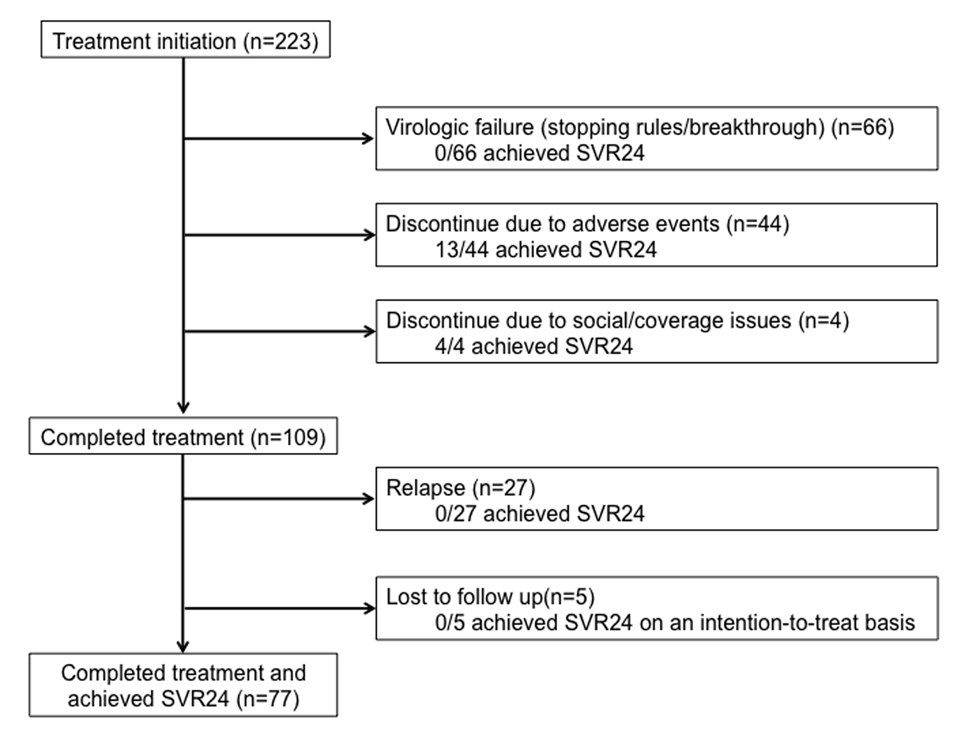 Treatment initiation (n=223)
Virologic failure (stopping rules/breakthrough) (n=66)
0/66 achieved SVR24
Discontinue due to adverse events (n=44)
13/44 achieved SVR24
Discontinue due to social/coverage issues (n=4)
4/4 achieved SVR24
Completed treatment (n=109)
Relapse (n=27)
0/27 achieved SVR24
Lost to follow up(n=5)
0/5 achieved SVR24 on an intention-to-treat basis
Completed treatment and
achieved SVR24 (n=77)